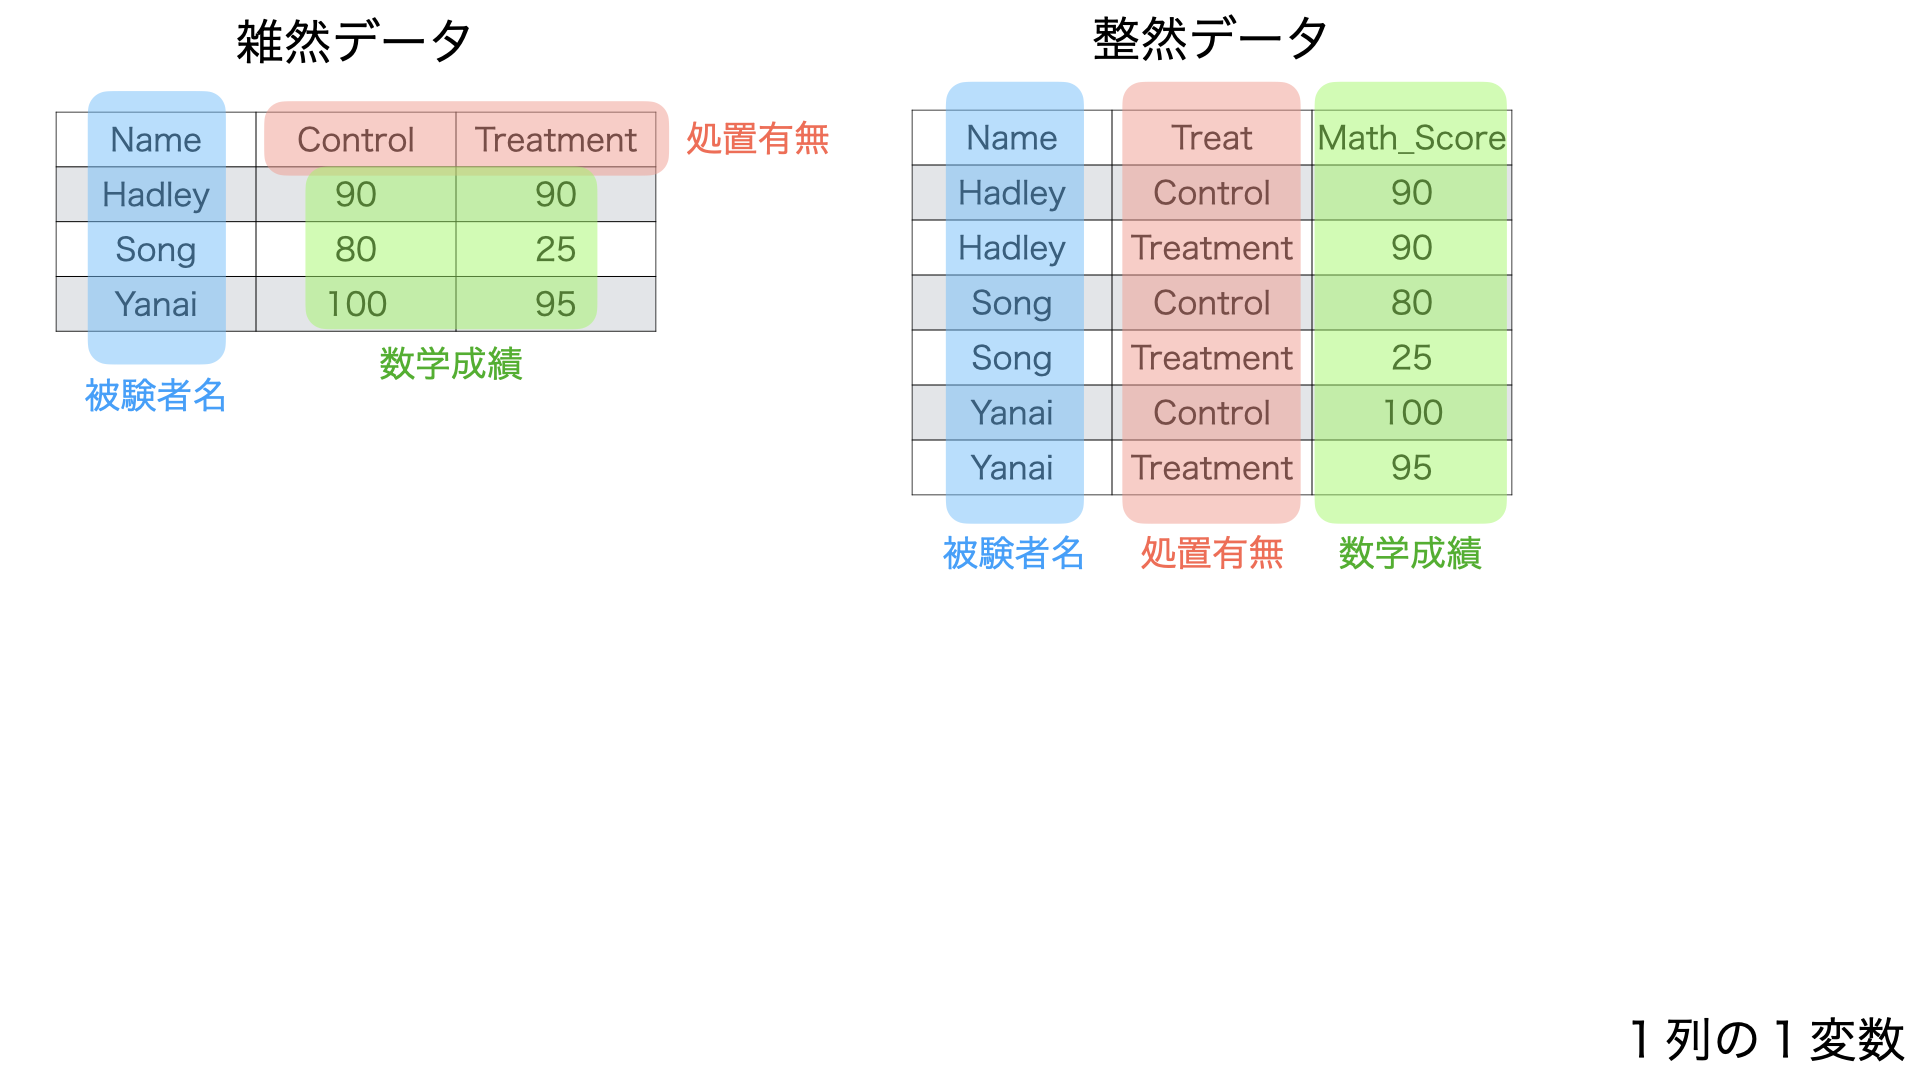 雑然データ
Name Control Treatment 処置有無
Hadley 90 90
Song 80 25
Yanai 100 95
数学成績
被験者名
整然データ
Name Treat Math_Score
Hadley Control 90
Hadley Treatment 90
Song Control 80
Song Treatment 25
Yanai Control 100
Yanai Treatment 95
被験者名 処置有無 数学成績
1列の1変数